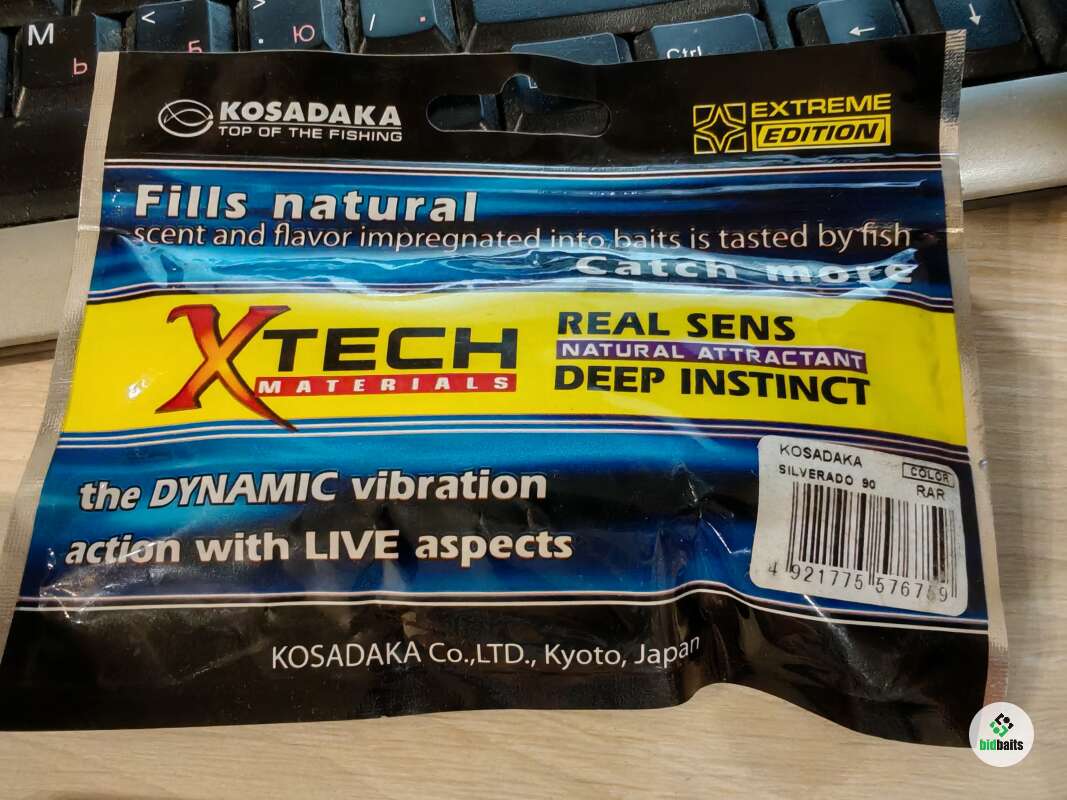 M Ь
< Б
> . Ю
/ .
Ctrl
KOSADAKA
TOP OF THE FISHING
EXTREME
EDITION
Fills natural
scent and flavor impregnated into baits is tasted by fish
Catch more
XTECH
MATERIALS
REAL SENS
NATURAL ATTRACTANT
DEEP INSTINCT
the DYNAMIC vibration
action with LIVE aspects
KOSADAKA
SILVERADO 90
COLOR
RAR
4 921775 576759
KOSADAKA Co.,LTD., Kyoto, Japan
bidbaits